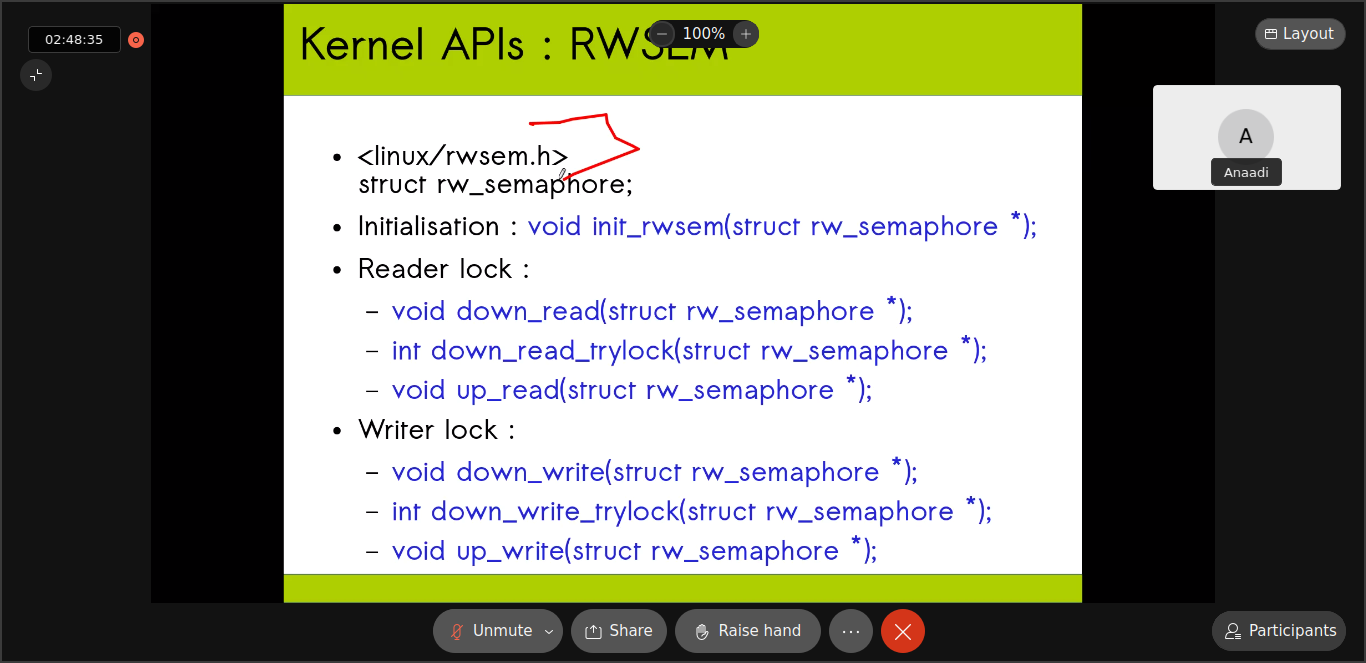 02:48:35
Kernel APIs : RWSEM
100%
Layout
A
Anaadi
• <linux/rwsem.h>
struct rw_semaphore;
• Initialisation : void init_rwsem(struct rw_semaphore *);
• Reader lock :
– void down_read(struct rw_semaphore *);
– int down_read_trylock(struct rw_semaphore *);
– void up_read(struct rw_semaphore *);
• Writer lock :
– void down_write(struct rw_semaphore *);
– int down_write_trylock(struct rw_semaphore *);
– void up_write(struct rw_semaphore *);
Unmute
Share
Raise hand
Participants